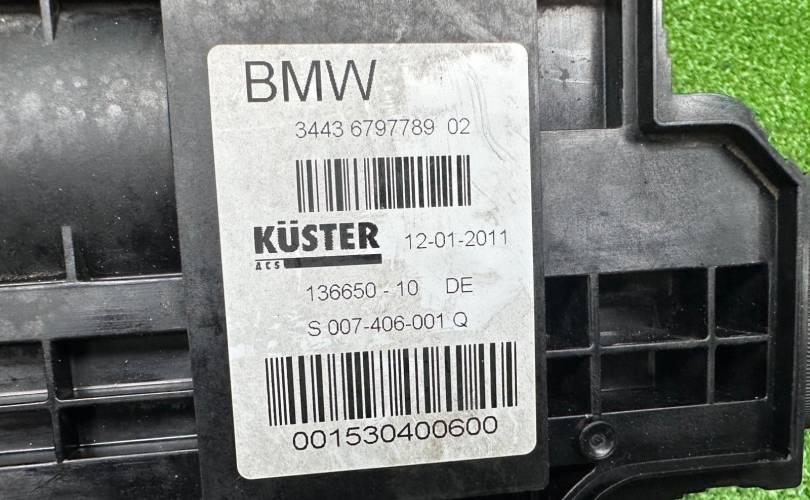 BMW
3443 6797789 02
KÜSTER 12-01-2011
ACS
136650 - 10 DE
S 007-406-001 Q
001530400600